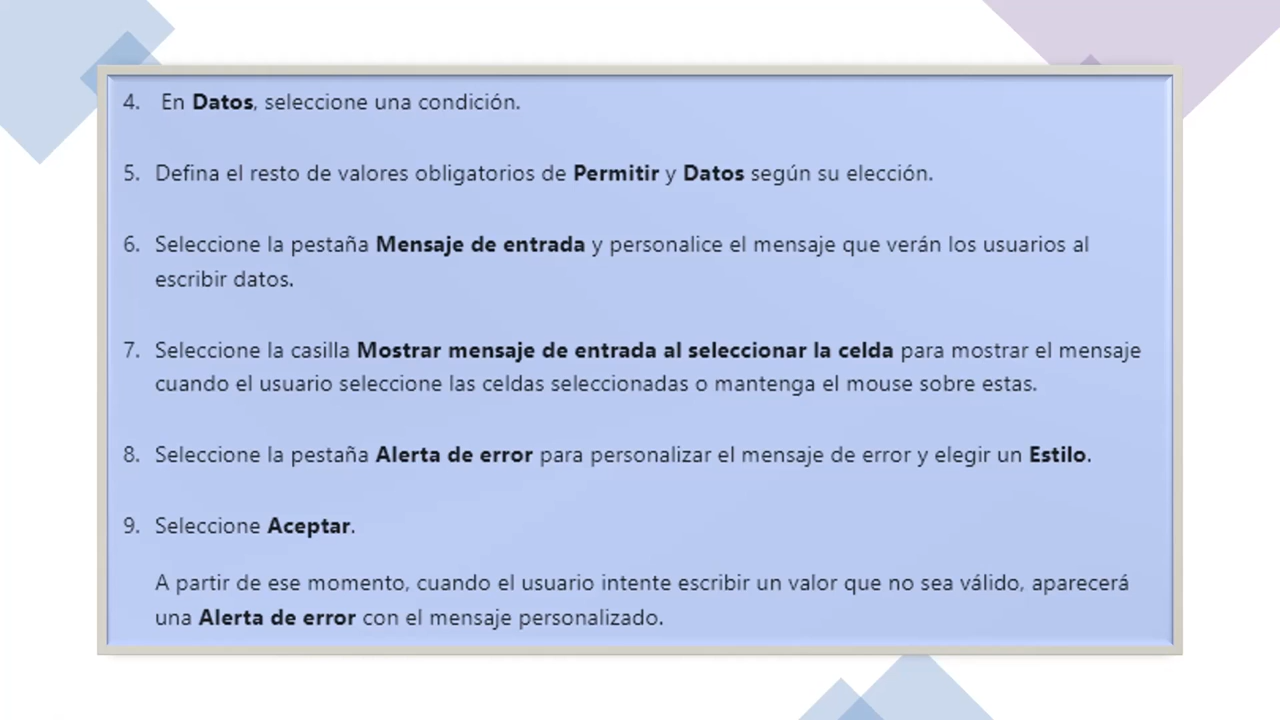 4. En Datos, seleccione una condición.
5. Defina el resto de valores obligatorios de Permitir y Datos según su elección.
6. Seleccione la pestaña Mensaje de entrada y personalice el mensaje que verán los usuarios al
escribir datos.
7. Seleccione la casilla Mostrar mensaje de entrada al seleccionar la celda para mostrar el mensaje
cuando el usuario seleccione las celdas seleccionadas o mantenga el mouse sobre estas.
8. Seleccione la pestaña Alerta de error para personalizar el mensaje de error y elegir un Estilo.
9. Seleccione Aceptar.
A partir de ese momento, cuando el usuario intente escribir un valor que no sea válido, aparecerá
una Alerta de error con el mensaje personalizado.